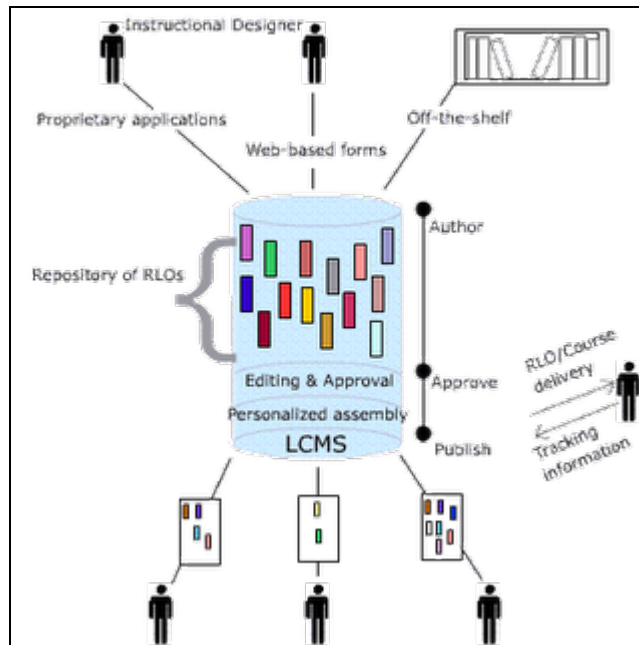 Instructional Designer
Proprietary applications
Off-the-shelf
Web-based forms
Author
Repository of RLOs
RLO/Course
delivery
Editing & Approval
Approve
Personalized assembly
LCMS
Publish
Tracking
information